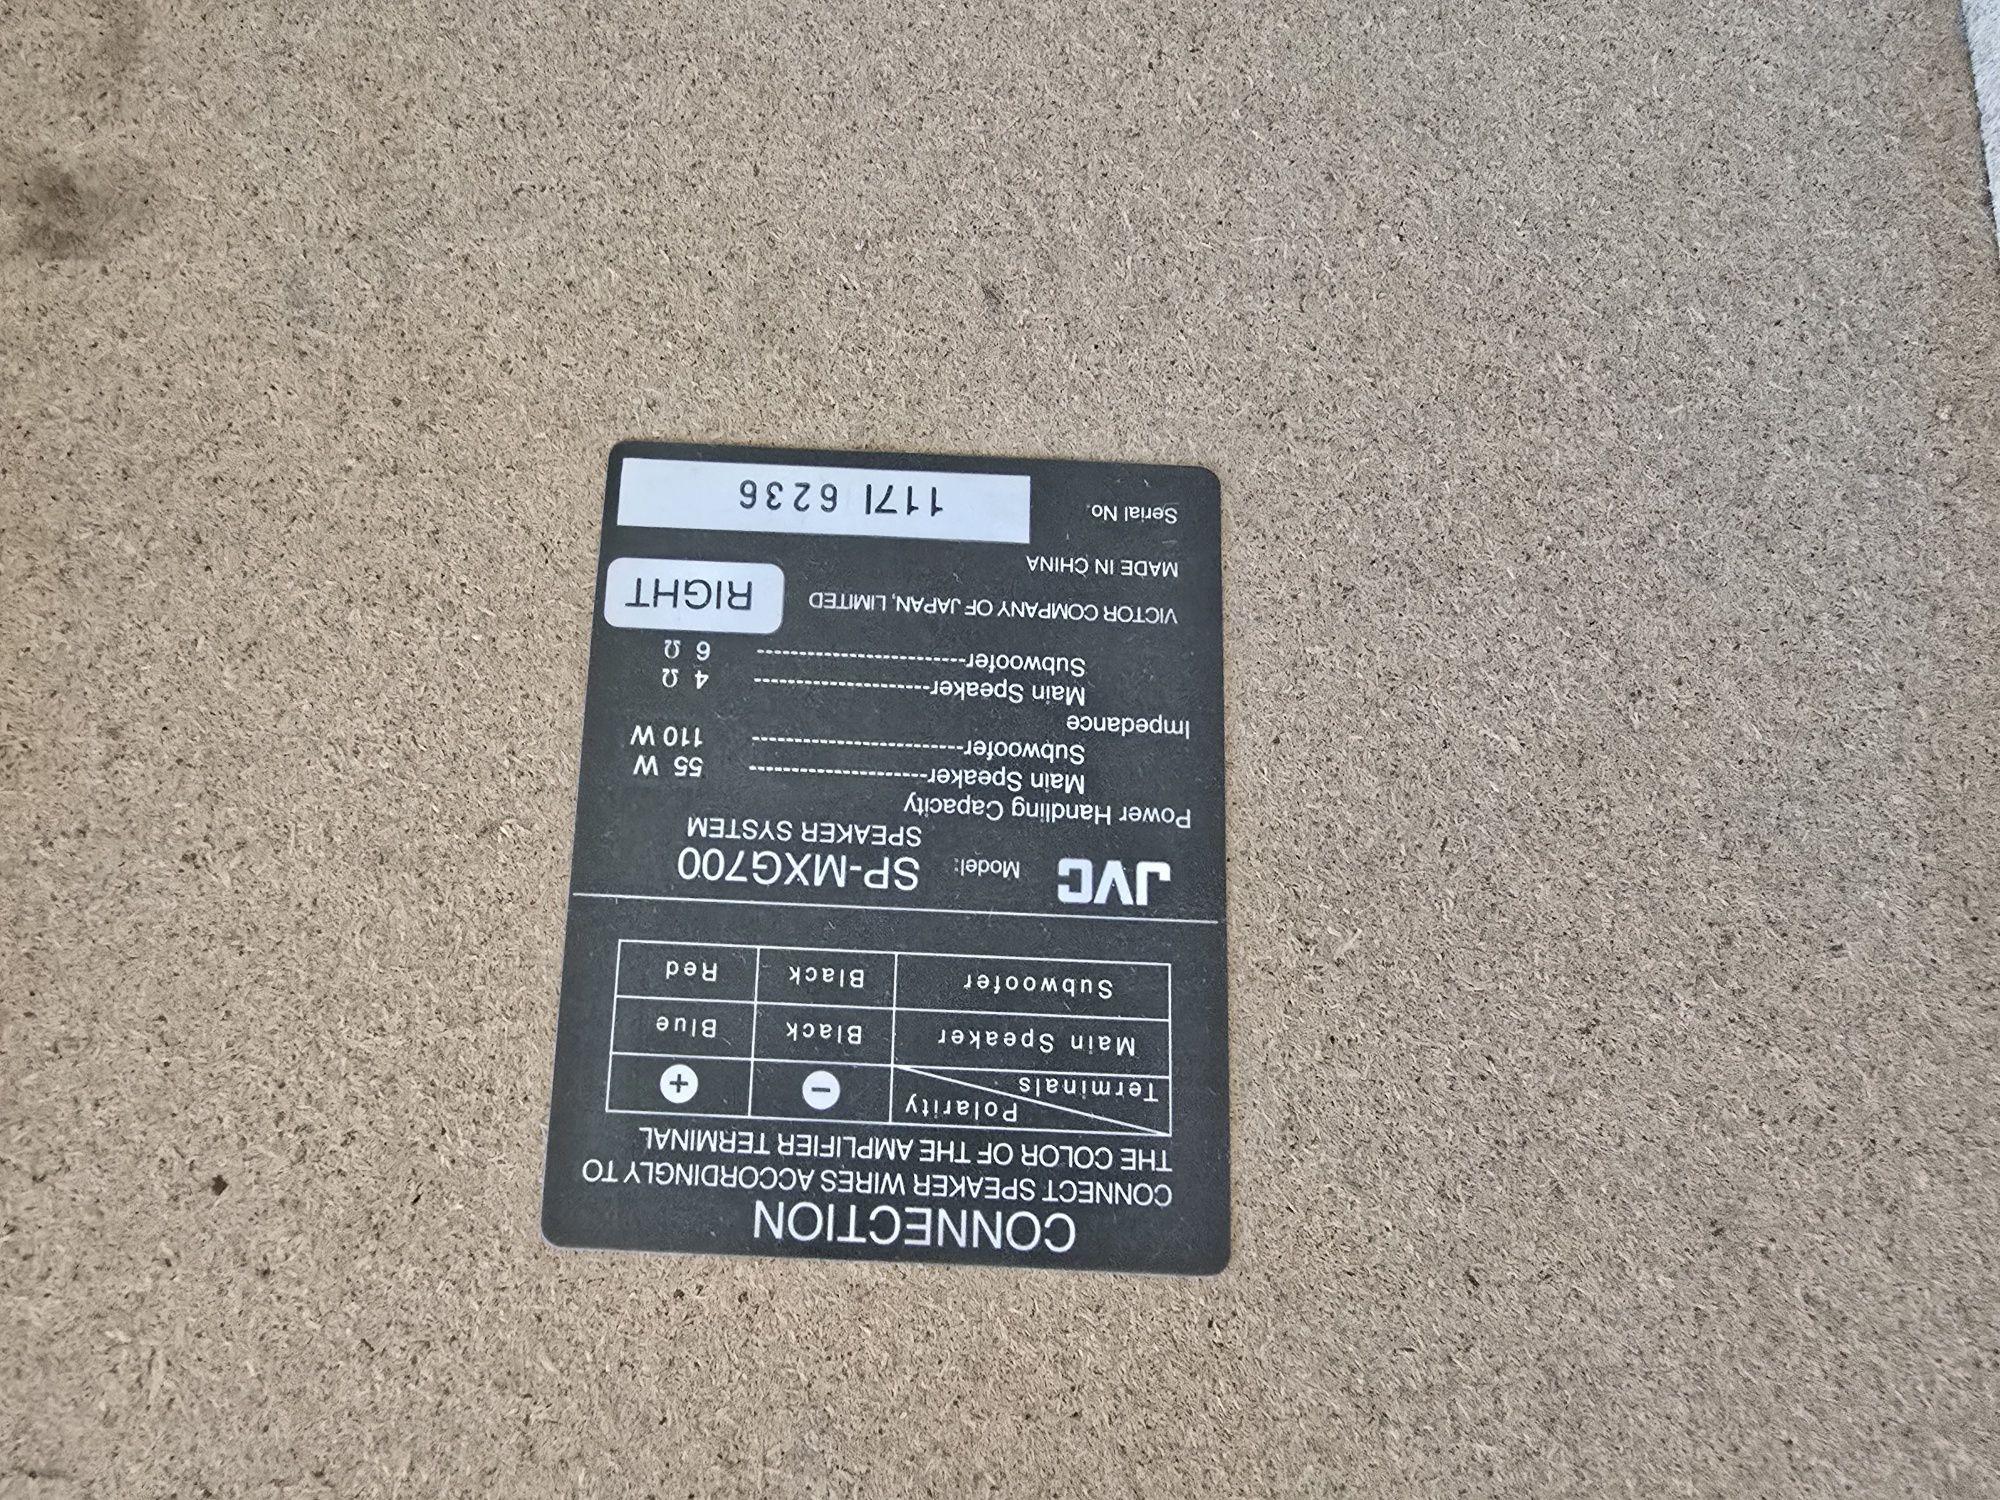 CONNECTION
CONNECT SPEAKER WIRES ACCORDINGLY TO
THE COLOR OF THE AMPLIFIER TERMINAL
Polarity
Terminals − +
Main Speaker Black Blue
Subwoofer Black Red
JVC Model: SP-MXG700
SPEAKER SYSTEM
Power Handling Capacity
Main Speaker----------------------- 55 W
Subwoofer--------------------------- 110 W
Impedance
Main Speaker----------------------- 4 Ω
Subwoofer--------------------------- 6 Ω
VICTOR COMPANY OF JAPAN, LIMITED RIGHT
MADE IN CHINA
Serial No. 117I 6236